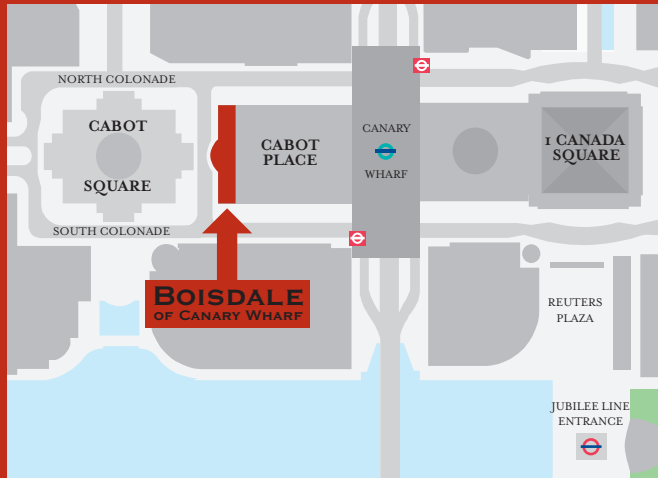 NORTH COLONADE
CABOT
SQUARE
CABOT
PLACE
CANARY
WHARF
1 CANADA
SQUARE
SOUTH COLONADE
BOISDALE
OF CANARY WHARF
REUTERS
PLAZA
JUBILEE LINE
ENTRANCE